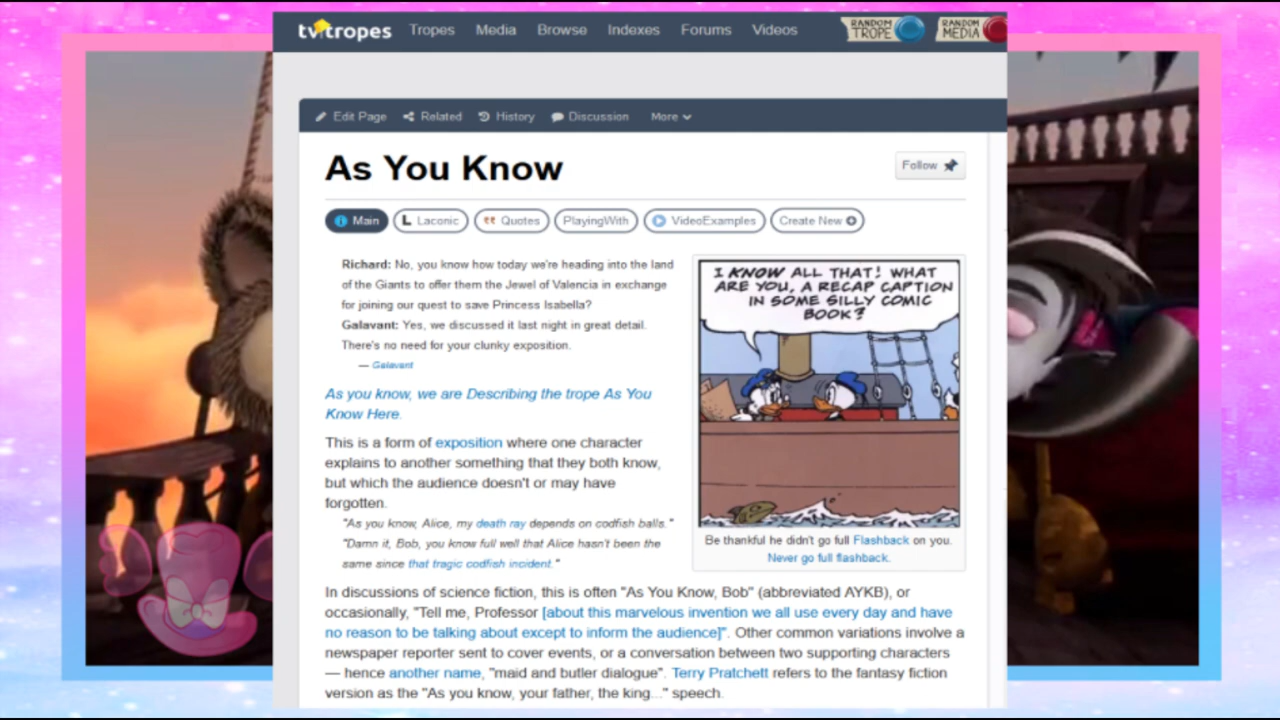 tvtropes Tropes Media Browse Indexes Forums Videos RANDOM TROPE RANDOM MEDIA
Edit Page Related History Discussion More
As You Know
Follow
Main Laconic Quotes PlayingWith VideoExamples Create New
Richard: No, you know how today we're heading into the land
of the Giants to offer them the Jewel of Valencia in exchange
for joining our quest to save Princess Isabella?
Galavant: Yes, we discussed it last night in great detail.
There's no need for your clunky exposition.
— Galavant
As you know, we are Describing the trope As You
Know Here.
This is a form of exposition where one character
explains to another something that they both know,
but which the audience doesn't or may have
forgotten.
"As you know, Alice, my death ray depends on codfish balls."
"Damn it, Bob, you know full well that Alice hasn't been the
same since that tragic codfish incident."
I KNOW ALL THAT! WHAT
ARE YOU, A RECAP CAPTION
IN SOME SILLY COMIC
BOOK?
Be thankful he didn't go full Flashback on you.
Never go full flashback.
In discussions of science fiction, this is often "As You Know, Bob" (abbreviated AYKB), or
occasionally, "Tell me, Professor [about this marvelous invention we all use every day and have
no reason to be talking about except to inform the audience]". Other common variations involve a
newspaper reporter sent to cover events, or a conversation between two supporting characters
— hence another name, "maid and butler dialogue". Terry Pratchett refers to the fantasy fiction
version as the "As you know, your father, the king..." speech.